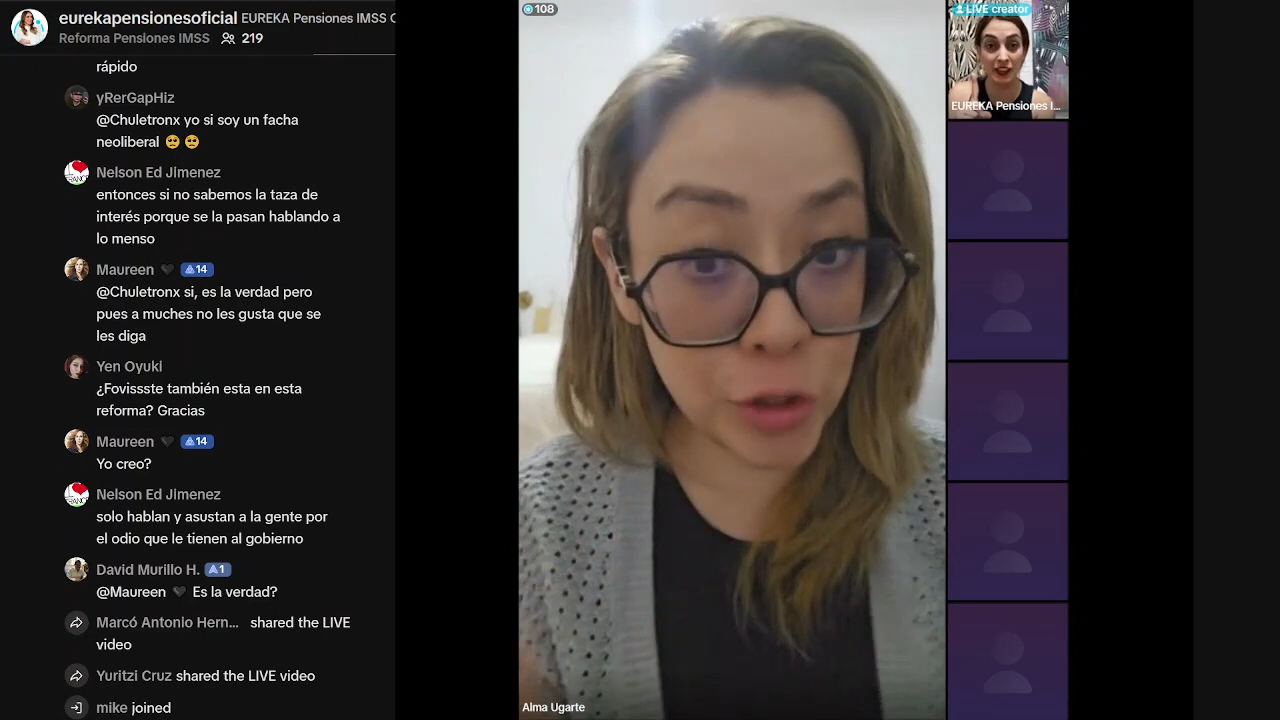 eurekapensionesoficial EUREKA Pensiones IMSS
Reforma Pensiones IMSS 219
rápido
yRerGapHiz
@Chuletronx yo si soy un facha
neoliberal 🥺 🥺
Nelson Ed Jimenez
entonces si no sabemos la taza de
interés porque se la pasan hablando a
lo menso
Maureen 🖤 14
@Chuletronx si, es la verdad pero
pues a muches no les gusta que se
les diga
Yen Oyuki
¿Fovissste también esta en esta
reforma? Gracias
Maureen 🖤 14
Yo creo?
Nelson Ed Jimenez
solo hablan y asustan a la gente por
el odio que le tienen al gobierno
David Murillo H. 1
@Maureen 🖤 Es la verdad?
Marcó Antonio Hern... shared the LIVE
video
Yuritzi Cruz shared the LIVE video
mike joined
108
Alma Ugarte
LIVE creator
EUREKA Pensiones I...